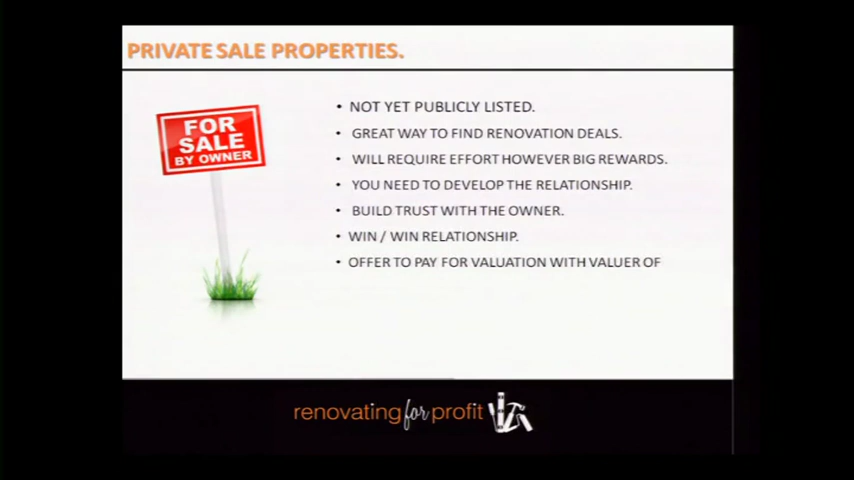 PRIVATE SALE PROPERTIES.
FOR
SALE
BY OWNER
• NOT YET PUBLICLY LISTED.
• GREAT WAY TO FIND RENOVATION DEALS.
• WILL REQUIRE EFFORT HOWEVER BIG REWARDS.
• YOU NEED TO DEVELOP THE RELATIONSHIP.
• BUILD TRUST WITH THE OWNER.
• WIN / WIN RELATIONSHIP.
• OFFER TO PAY FOR VALUATION WITH VALUER OF
renovating for profit